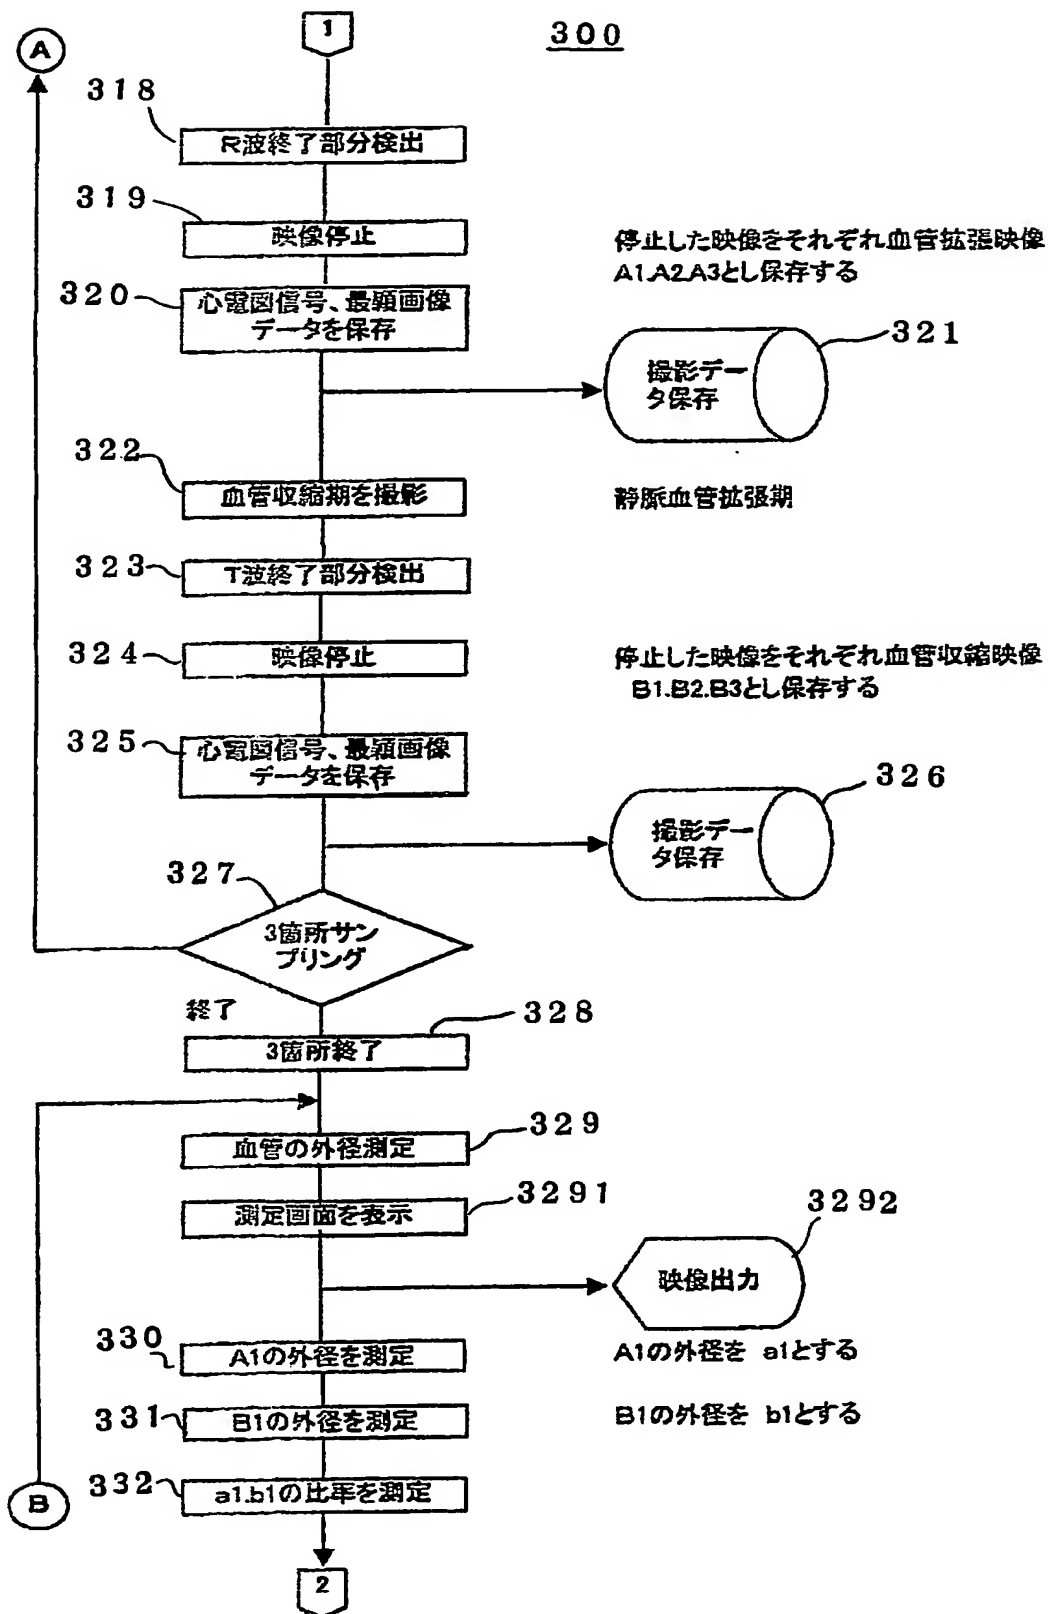 A
1
300
318
R波終了部分検出
319
映像停止
停止した映像をそれぞれ血管拡張映像
A1.A2.A3とし保存する
320
心電図信号、最顕画像
データを保存
321
撮影デー
タ保存
322
血管収縮期を撮影
静脈血管拡張期
323
T波終了部分検出
324
映像停止
停止した映像をそれぞれ血管収縮映像
B1.B2.B3とし保存する
325
心電図信号、最顕画像
データを保存
326
撮影デー
タ保存
327
3箇所サン
プリング
終了
328
3箇所終了
329
血管の外径測定
3291
測定画面を表示
3292
映像出力
330
A1の外径を測定
A1の外径を a1とする
331
B1の外径を測定
B1の外径を b1とする
B
332
a1.b1の比率を測定
2